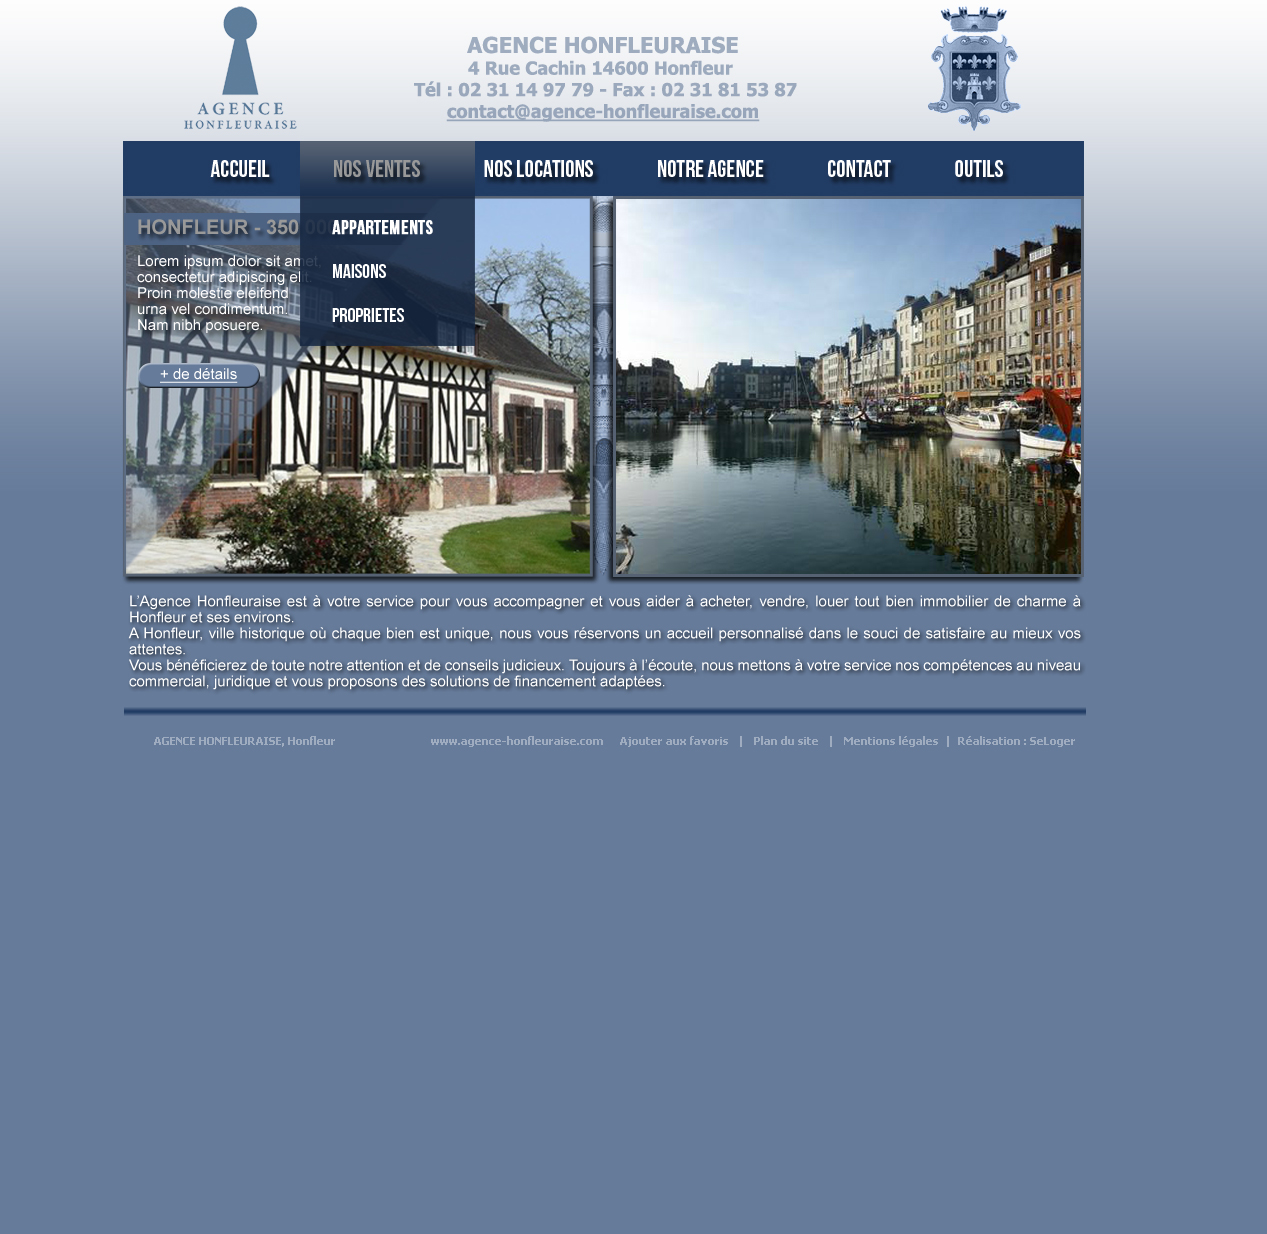 AGENCE
HONFLEURAISE
AGENCE HONFLEURAISE
4 Rue Cachin 14600 Honfleur
Tél : 02 31 14 97 79 - Fax : 02 31 81 53 87
contact@agence-honfleuraise.com
ACCUEIL NOS VENTES NOS LOCATIONS NOTRE AGENCE CONTACT OUTILS
APPARTEMENTS
MAISONS
PROPRIETES
HONFLEUR - 350
Lorem ipsum dolor sit amet,
consectetur adipiscing elit.
Proin molestie eleifend
urna vel condimentum.
Nam nibh posuere.
+ de détails
L'Agence Honfleuraise est à votre service pour vous accompagner et vous aider à acheter, vendre, louer tout bien immobilier de charme à
Honfleur et ses environs.
A Honfleur, ville historique où chaque bien est unique, nous vous réservons un accueil personnalisé dans le souci de satisfaire au mieux vos
attentes.
Vous bénéficierez de toute notre attention et de conseils judicieux. Toujours à l'écoute, nous mettons à votre service nos compétences au niveau
commercial, juridique et vous proposons des solutions de financement adaptées.
AGENCE HONFLEURAISE, Honfleur www.agence-honfleuraise.com Ajouter aux favoris | Plan du site | Mentions légales | Réalisation : SeLoger